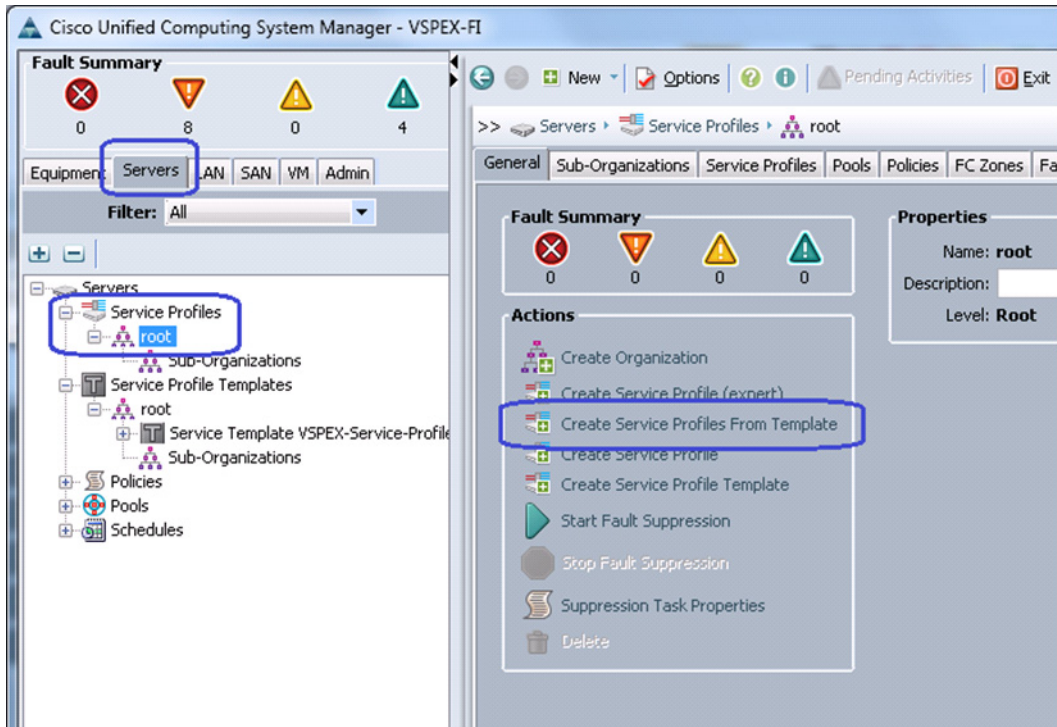 Cisco Unified Computing System Manager - VSPEX-FI
Fault Summary
0 8 0 4
Equipment Servers LAN SAN VM Admin
Filter: All
Servers
Service Profiles
root
Sub-Organizations
Service Profile Templates
root
Service Template VSPEX-Service-Profile
Sub-Organizations
Policies
Pools
Schedules
New Options Pending Activities Exit
>> Servers Service Profiles root
General Sub-Organizations Service Profiles Pools Policies FC Zones Fa
Fault Summary
0 0 0 0
Actions
Create Organization
Create Service Profile (expert)
Create Service Profiles From Template
Create Service Profile
Create Service Profile Template
Start Fault Suppression
Stop Fault Suppression
Suppression Task Properties
Delete
Properties
Name: root
Description:
Level: Root